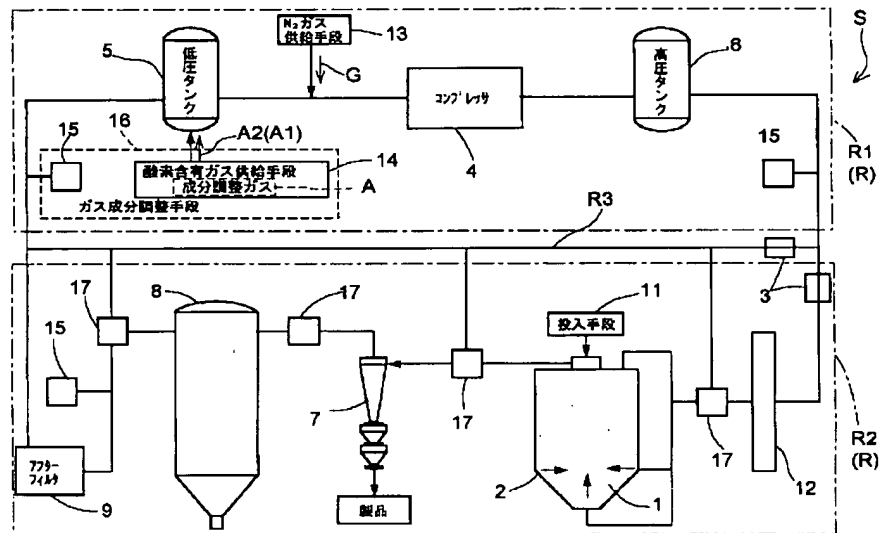 N₂ガス
供給手段
13
S
5
低圧タンク
G
コンプレッサ
4
高圧タンク
6
16
15
A2(A1)
14
酸素含有ガス供給手段
成分調整ガス
A
ガス成分調整手段
15
R1
(R)
R3
3
17
8
17
11
投入手段
15
7
17
17
R2
(R)
アフター
フィルタ
9
製品
2
1
12